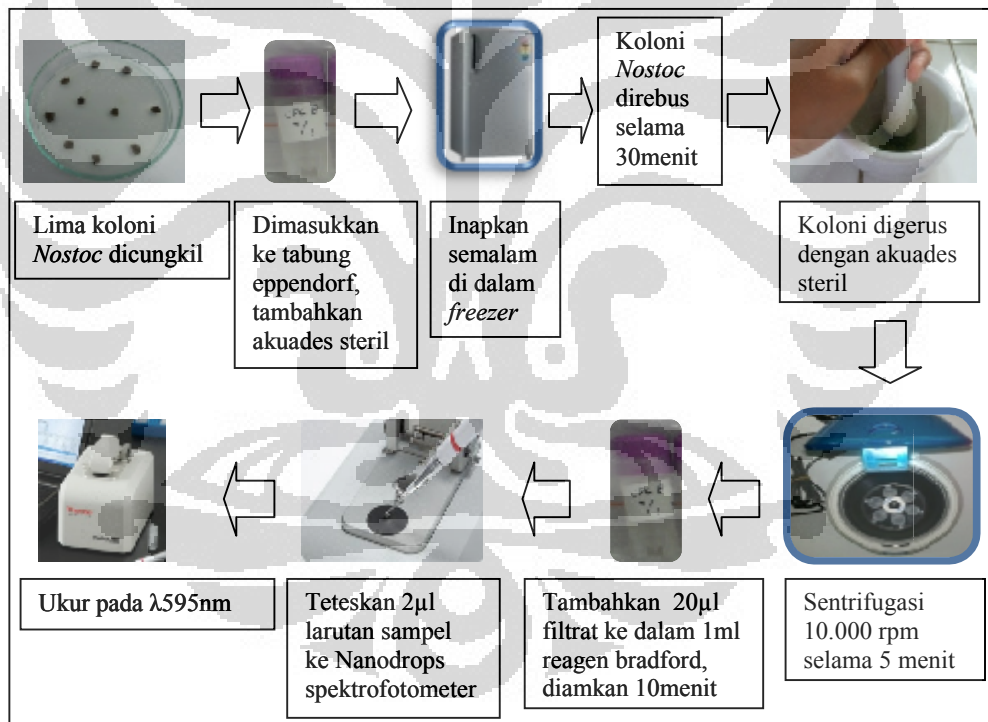 Lima koloni
Nostoc dicungkil
Dimasukkan
ke tabung
eppendorf,
tambahkan
akuades steril
Inapkan
semalam
di dalam
freezer
Koloni
Nostoc
direbus
selama
30menit
Koloni digerus
dengan akuades
steril
Sentrifugasi
10.000 rpm
selama 5 menit
Tambahkan 20µl
filtrat ke dalam 1ml
reagen bradford,
diamkan 10menit
Teteskan 2µl
larutan sampel
ke Nanodrops
spektrofotometer
Ukur pada λ595nm